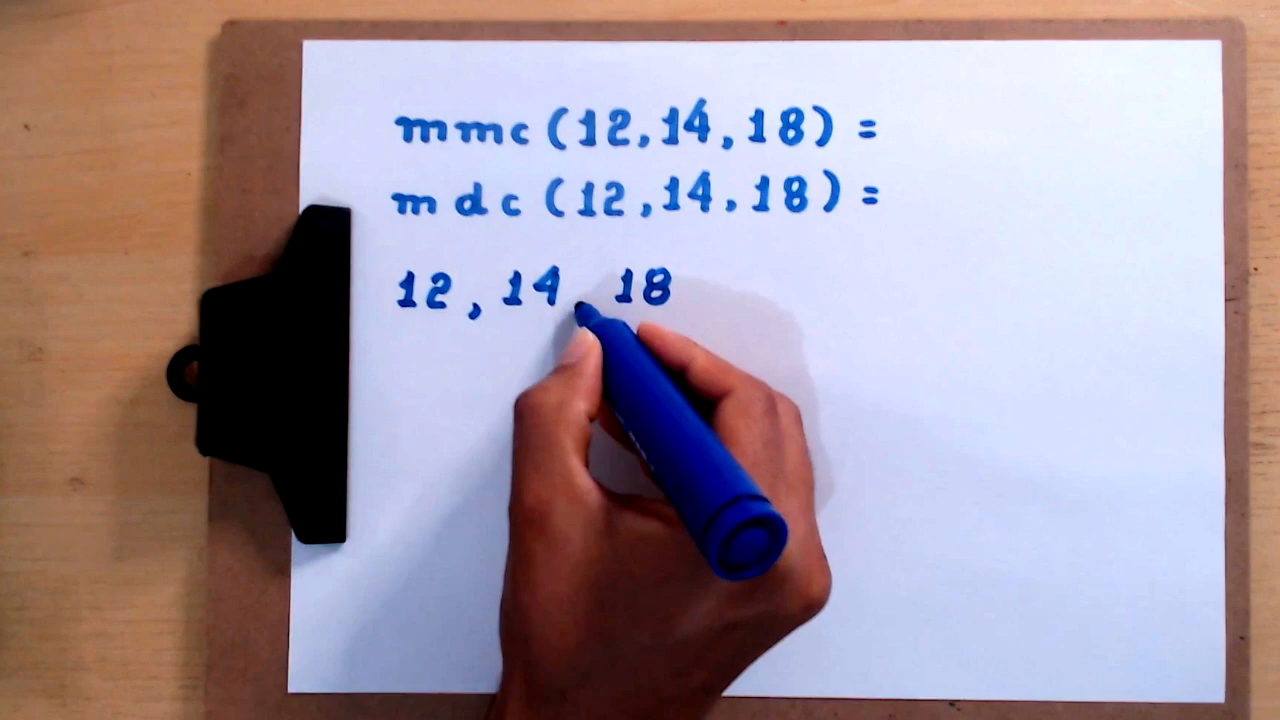 mmc (12,14,18) =
mdc (12,14,18) =
12, 14, 18